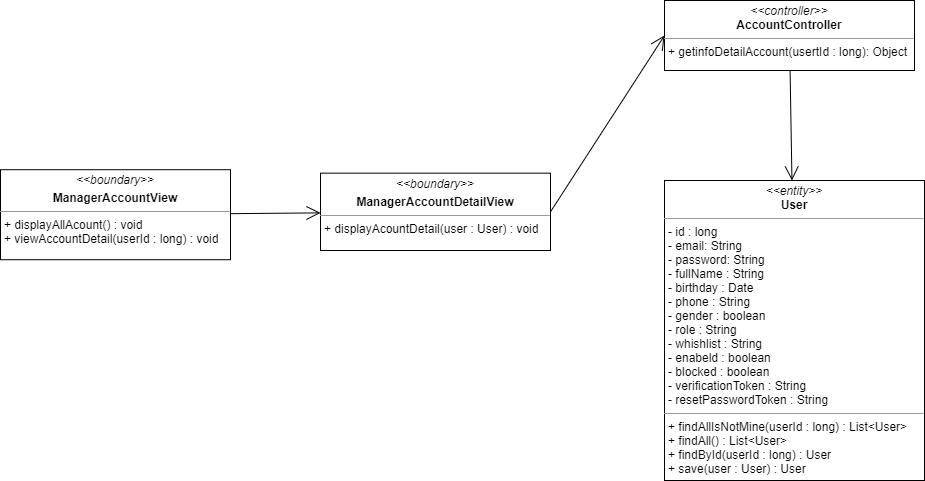 <<controller>>
AccountController
+ getinfoDetailAccount(usertId : long): Object
<<boundary>>
ManagerAccountView
+ displayAllAcount() : void
+ viewAccountDetail(userId : long) : void
<<boundary>>
ManagerAccountDetailView
+ displayAcountDetail(user : User) : void
<<entity>>
User
- id : long
- email: String
- password: String
- fullName : String
- birthday : Date
- phone : String
- gender : boolean
- role : String
- whishlist : String
- enabeld : boolean
- blocked : boolean
- verificationToken : String
- resetPasswordToken : String
+ findAllIsNotMine(userId : long) : List<User>
+ findAll() : List<User>
+ findById(userId : long) : User
+ save(user : User) : User